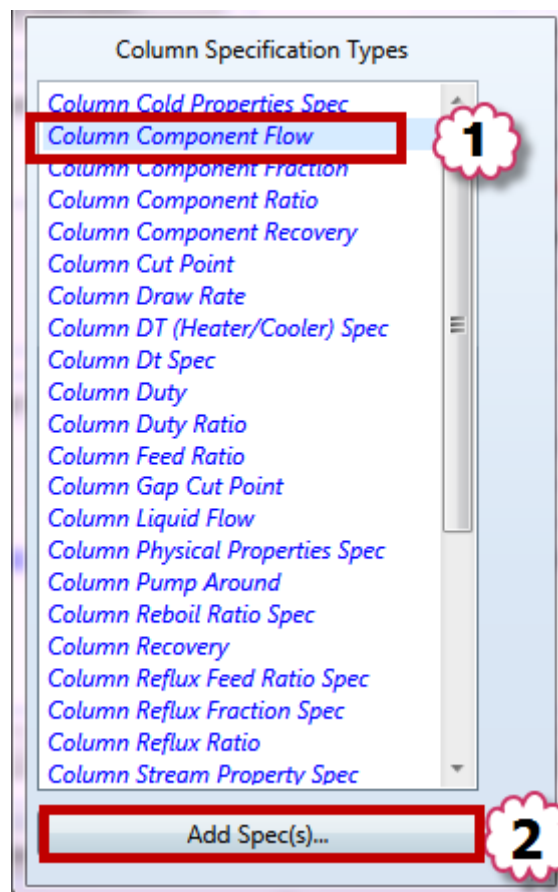 Column Specification Types
Column Cold Properties Spec
Column Component Flow
1
Column Component Fraction
Column Component Ratio
Column Component Recovery
Column Cut Point
Column Draw Rate
Column DT (Heater/Cooler) Spec
Column Dt Spec
Column Duty
Column Duty Ratio
Column Feed Ratio
Column Gap Cut Point
Column Liquid Flow
Column Physical Properties Spec
Column Pump Around
Column Reboil Ratio Spec
Column Recovery
Column Reflux Feed Ratio Spec
Column Reflux Fraction Spec
Column Reflux Ratio
Column Stream Property Spec
Add Spec(s)...
2